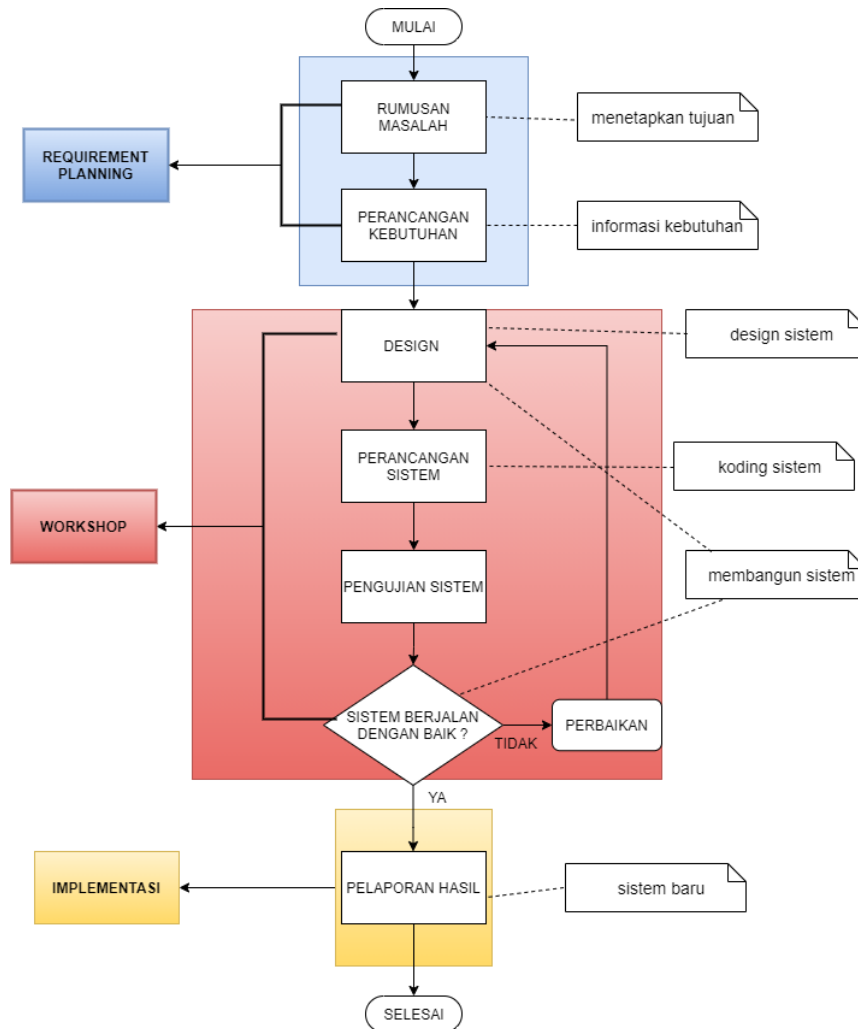 MULAI
RUMUSAN
MASALAH
menetapkan tujuan
REQUIREMENT
PLANNING
PERANCANGAN
KEBUTUHAN
informasi kebutuhan
DESIGN
design sistem
PERANCANGAN
SISTEM
koding sistem
WORKSHOP
PENGUJIAN SISTEM
membangun sistem
SISTEM BERJALAN
DENGAN BAIK ?
TIDAK
PERBAIKAN
YA
IMPLEMENTASI
PELAPORAN HASIL
sistem baru
SELESAI